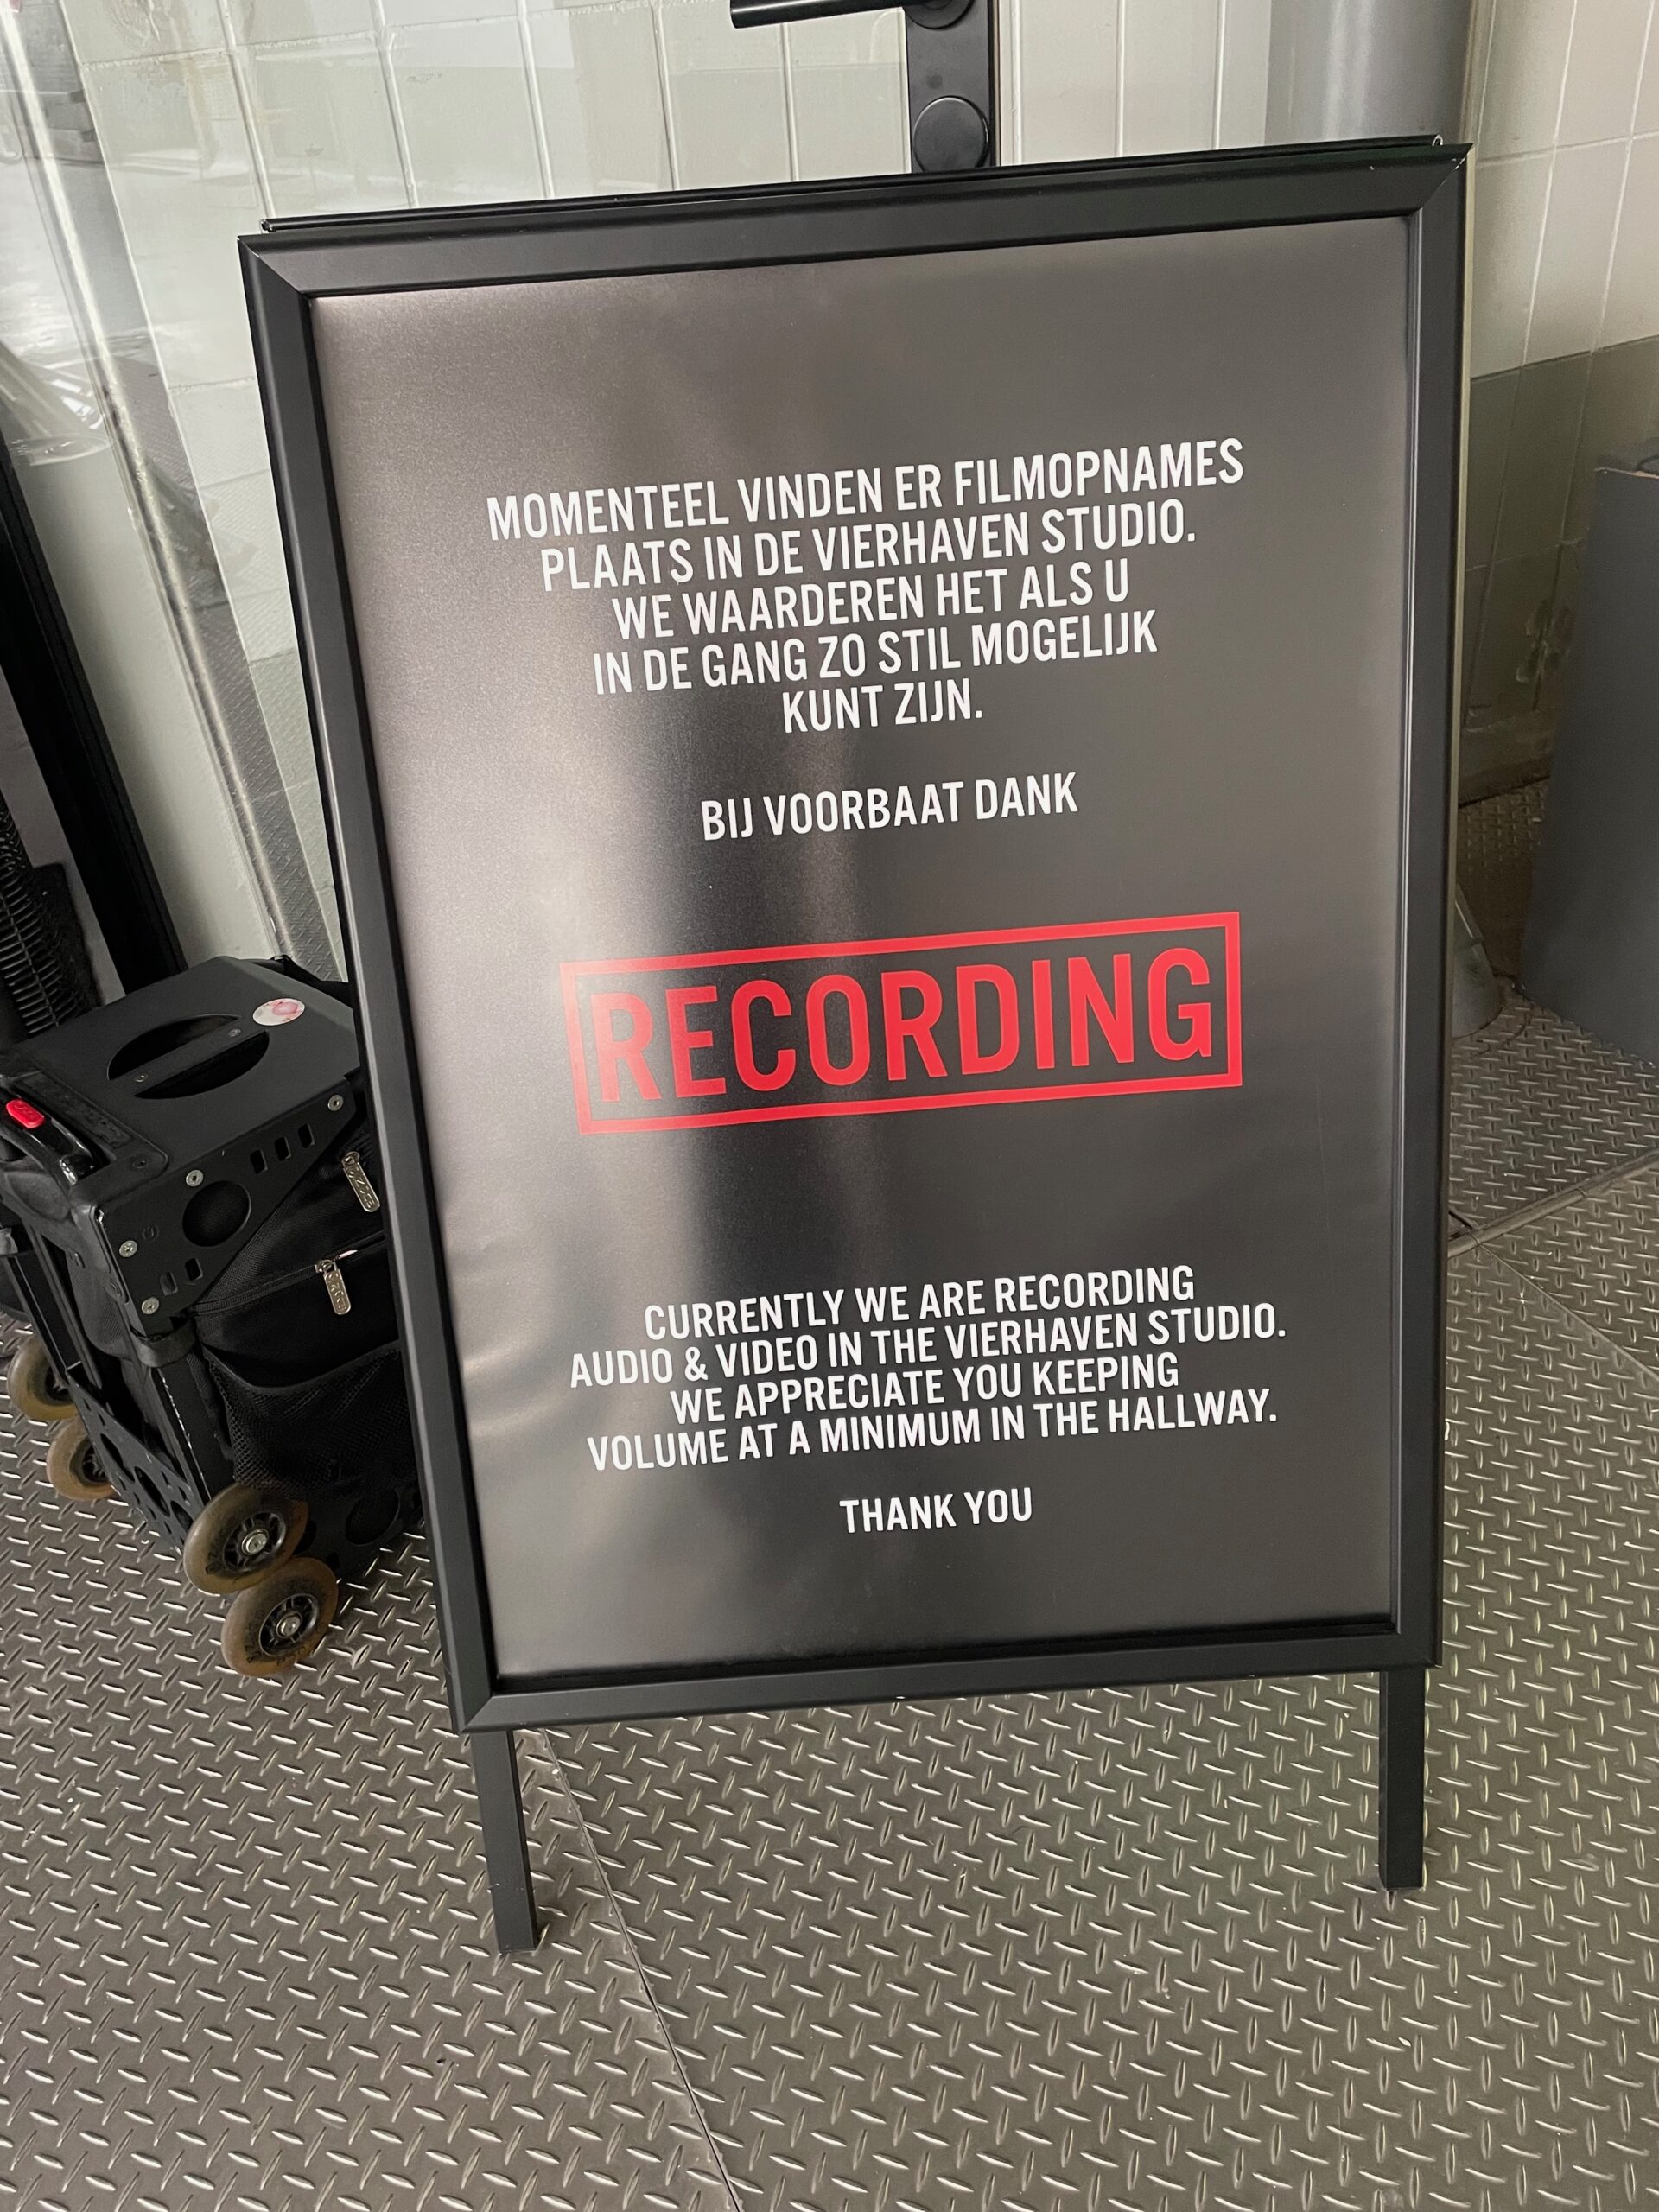 MOMENTEEL VINDEN ER FILMOPNAMES
PLAATS IN DE VIERHAVEN STUDIO.
WE WAARDEREN HET ALS U
IN DE GANG ZO STIL MOGELIJK
KUNT ZIJN.
BIJ VOORBAAT DANK
RECORDING
CURRENTLY WE ARE RECORDING
AUDIO & VIDEO IN THE VIERHAVEN STUDIO.
WE APPRECIATE YOU KEEPING
VOLUME AT A MINIMUM IN THE HALLWAY.
THANK YOU